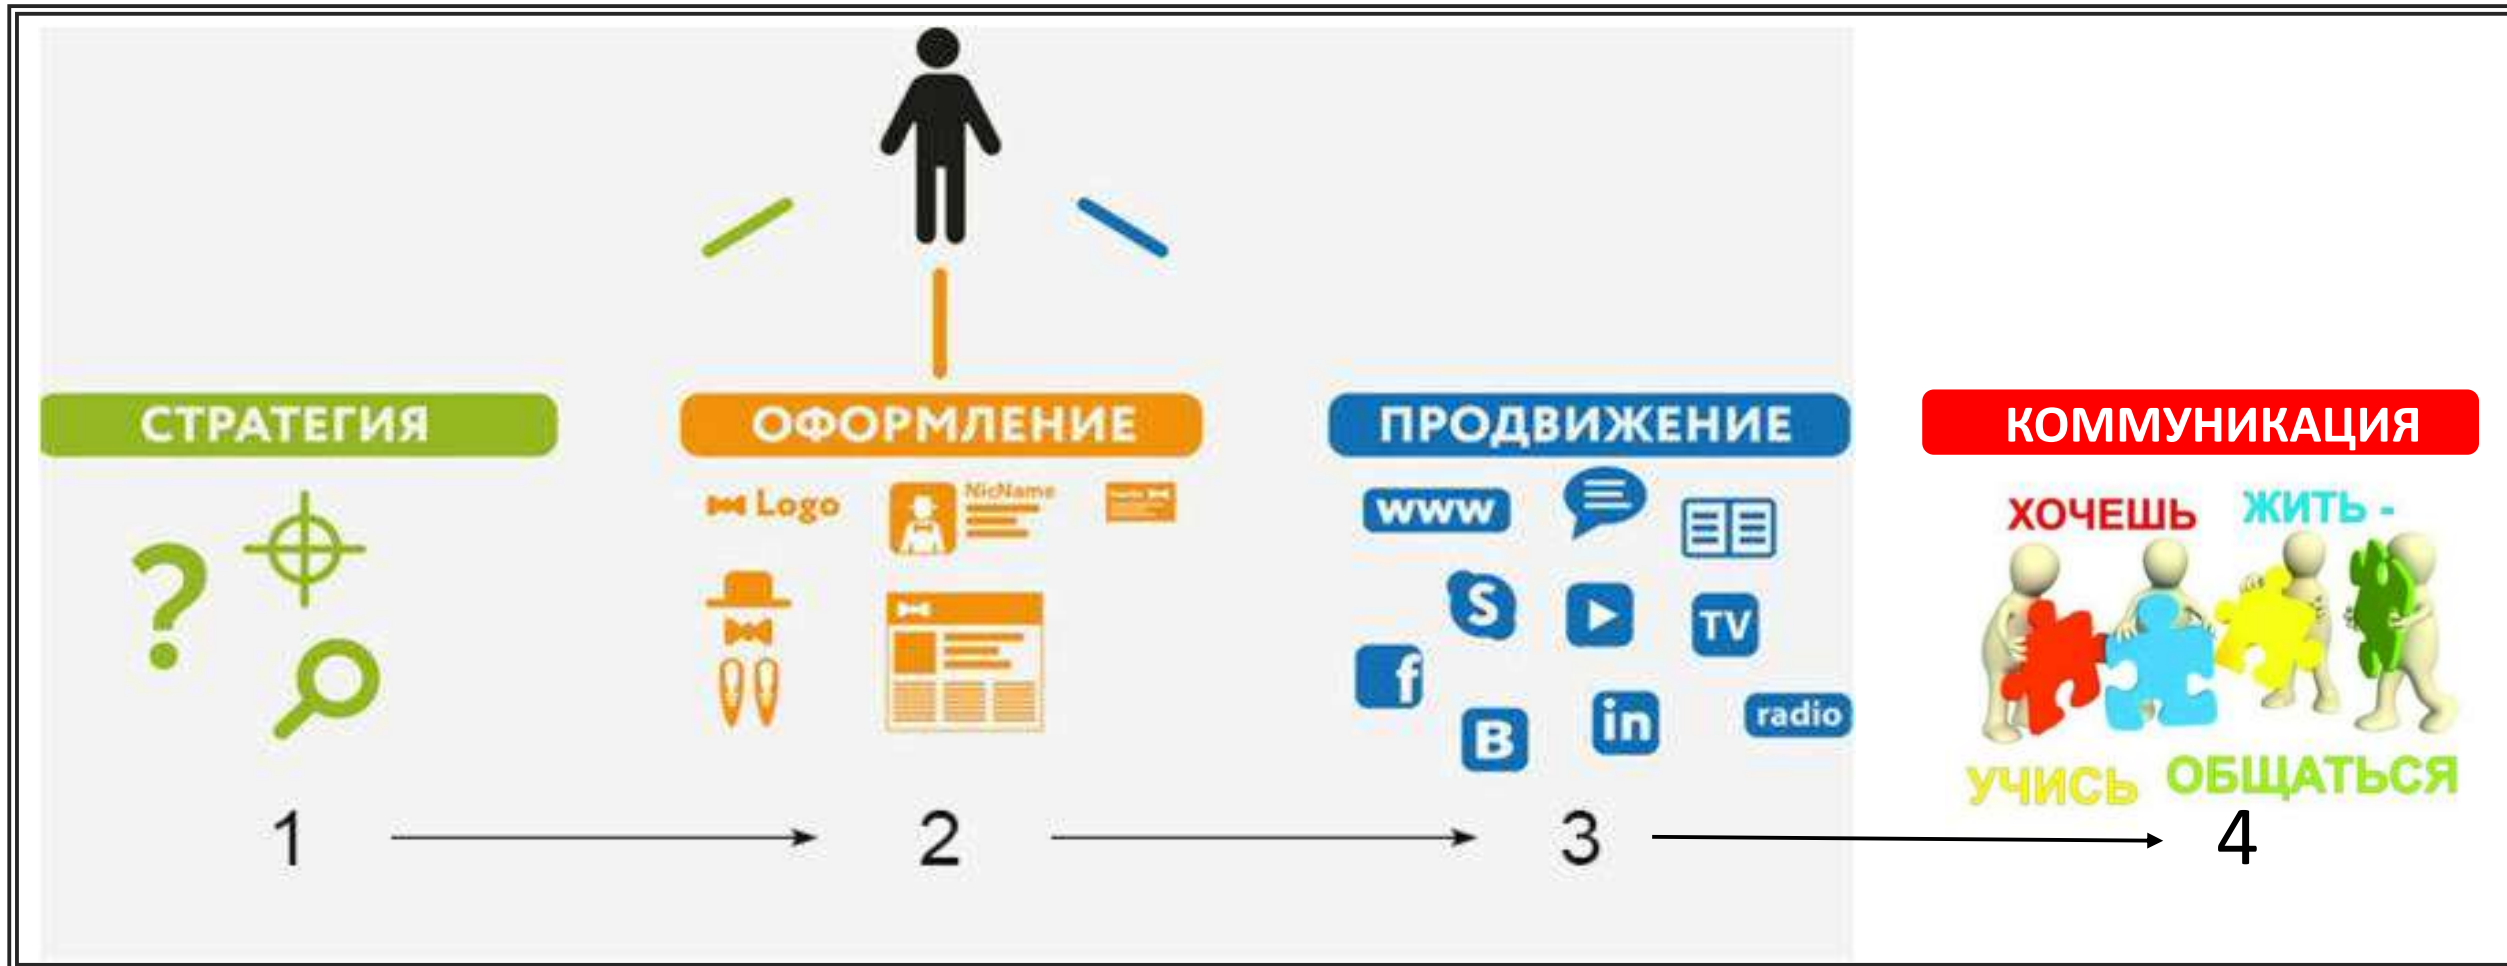 СТРАТЕГИЯ
ОФОРМЛЕНИЕ
Logo
NicName
ПРОДВИЖЕНИЕ
www
S
TV
f
B
in
radio
КОММУНИКАЦИЯ
ХОЧЕШЬ ЖИТЬ -
УЧИСЬ ОБЩАТЬСЯ
1
2
3
4